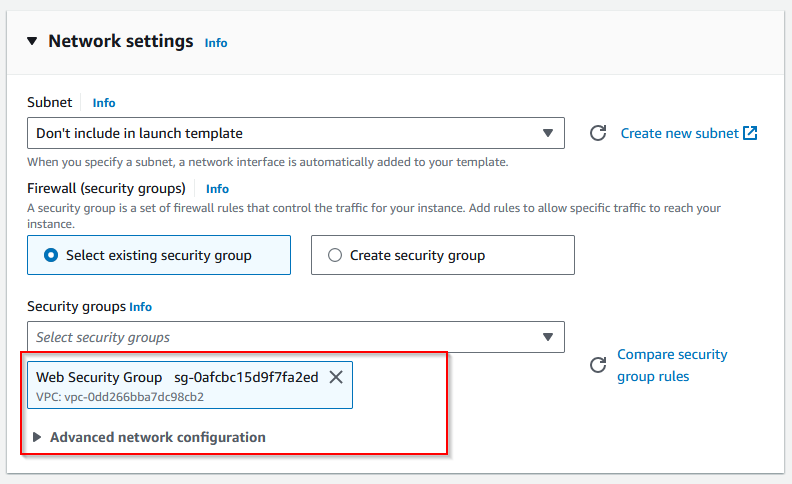 Network settings Info
Subnet Info
Don't include in launch template
Create new subnet
When you specify a subnet, a network interface is automatically added to your template.
Firewall (security groups) Info
A security group is a set of firewall rules that control the traffic for your instance. Add rules to allow specific traffic to reach your
instance.
Select existing security group
Create security group
Security groups Info
Select security groups
Compare security
group rules
Web Security Group sg-0afcbc15d9f7fa2ed
VPC: vpc-0dd266bba7dc98cb2
Advanced network configuration